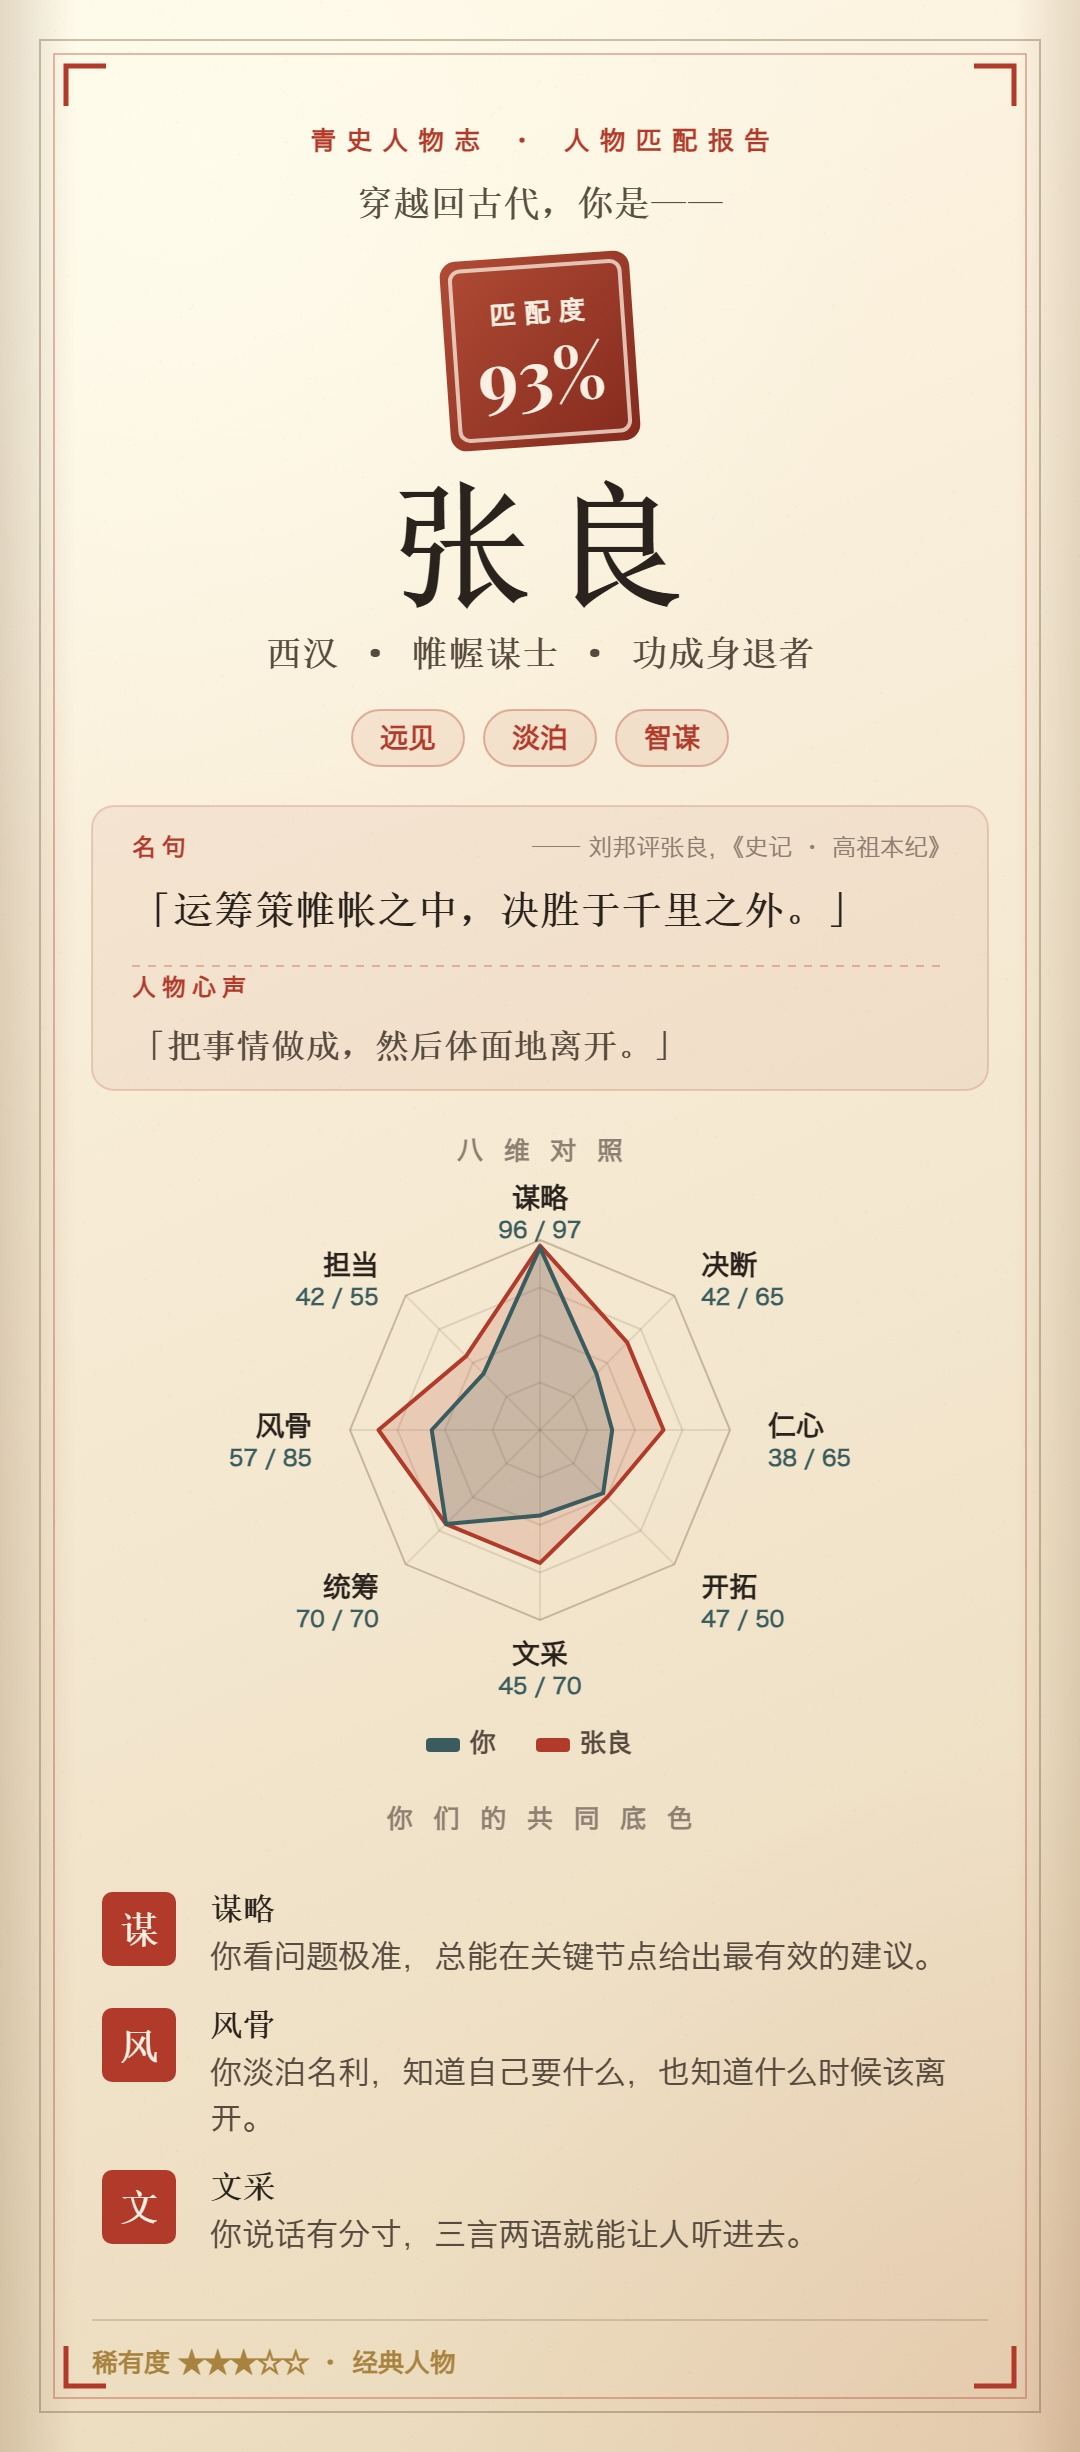 青史人物志 · 人物匹配报告
穿越回古代，你是——
匹配度
93%
张良
西汉 • 帷幄谋士 • 功成身退者
远见 淡泊 智谋
名句 —— 刘邦评张良，《史记 · 高祖本纪》
「运筹策帷帐之中，决胜于千里之外。」
人物心声
「把事情做成，然后体面地离开。」
八维对照
谋略
96 / 97
担当
42 / 55
决断
42 / 65
风骨
57 / 85
仁心
38 / 65
统筹
70 / 70
开拓
47 / 50
文采
45 / 70
你 张良
你们的共同底色
谋
谋略
你看问题极准，总能在关键节点给出最有效的建议。
风
风骨
你淡泊名利，知道自己要什么，也知道什么时候该离
开。
文
文采
你说话有分寸，三言两语就能让人听进去。
稀有度 ★★★☆☆ · 经典人物